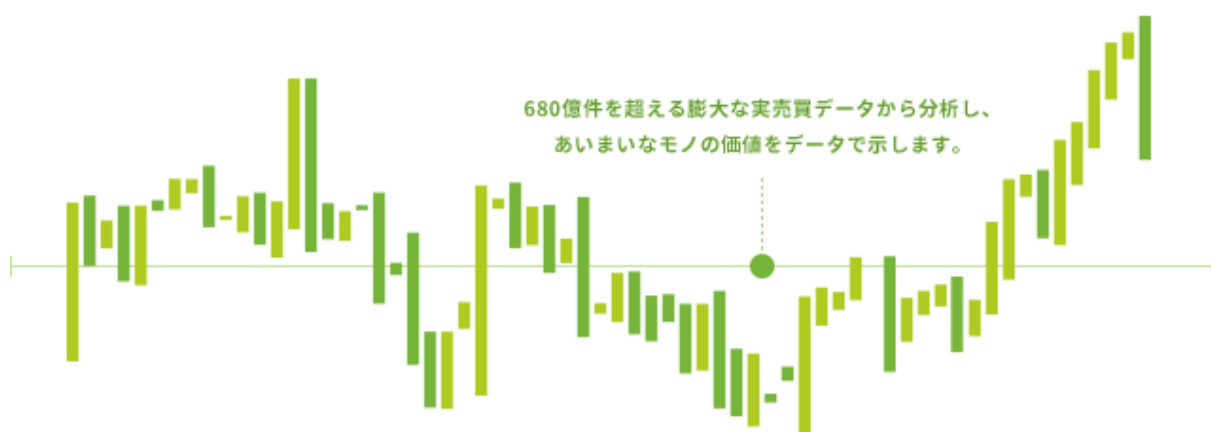 680億件を超える膨大な実売買データから分析し、
あいまいなモノの価値をデータで示します。